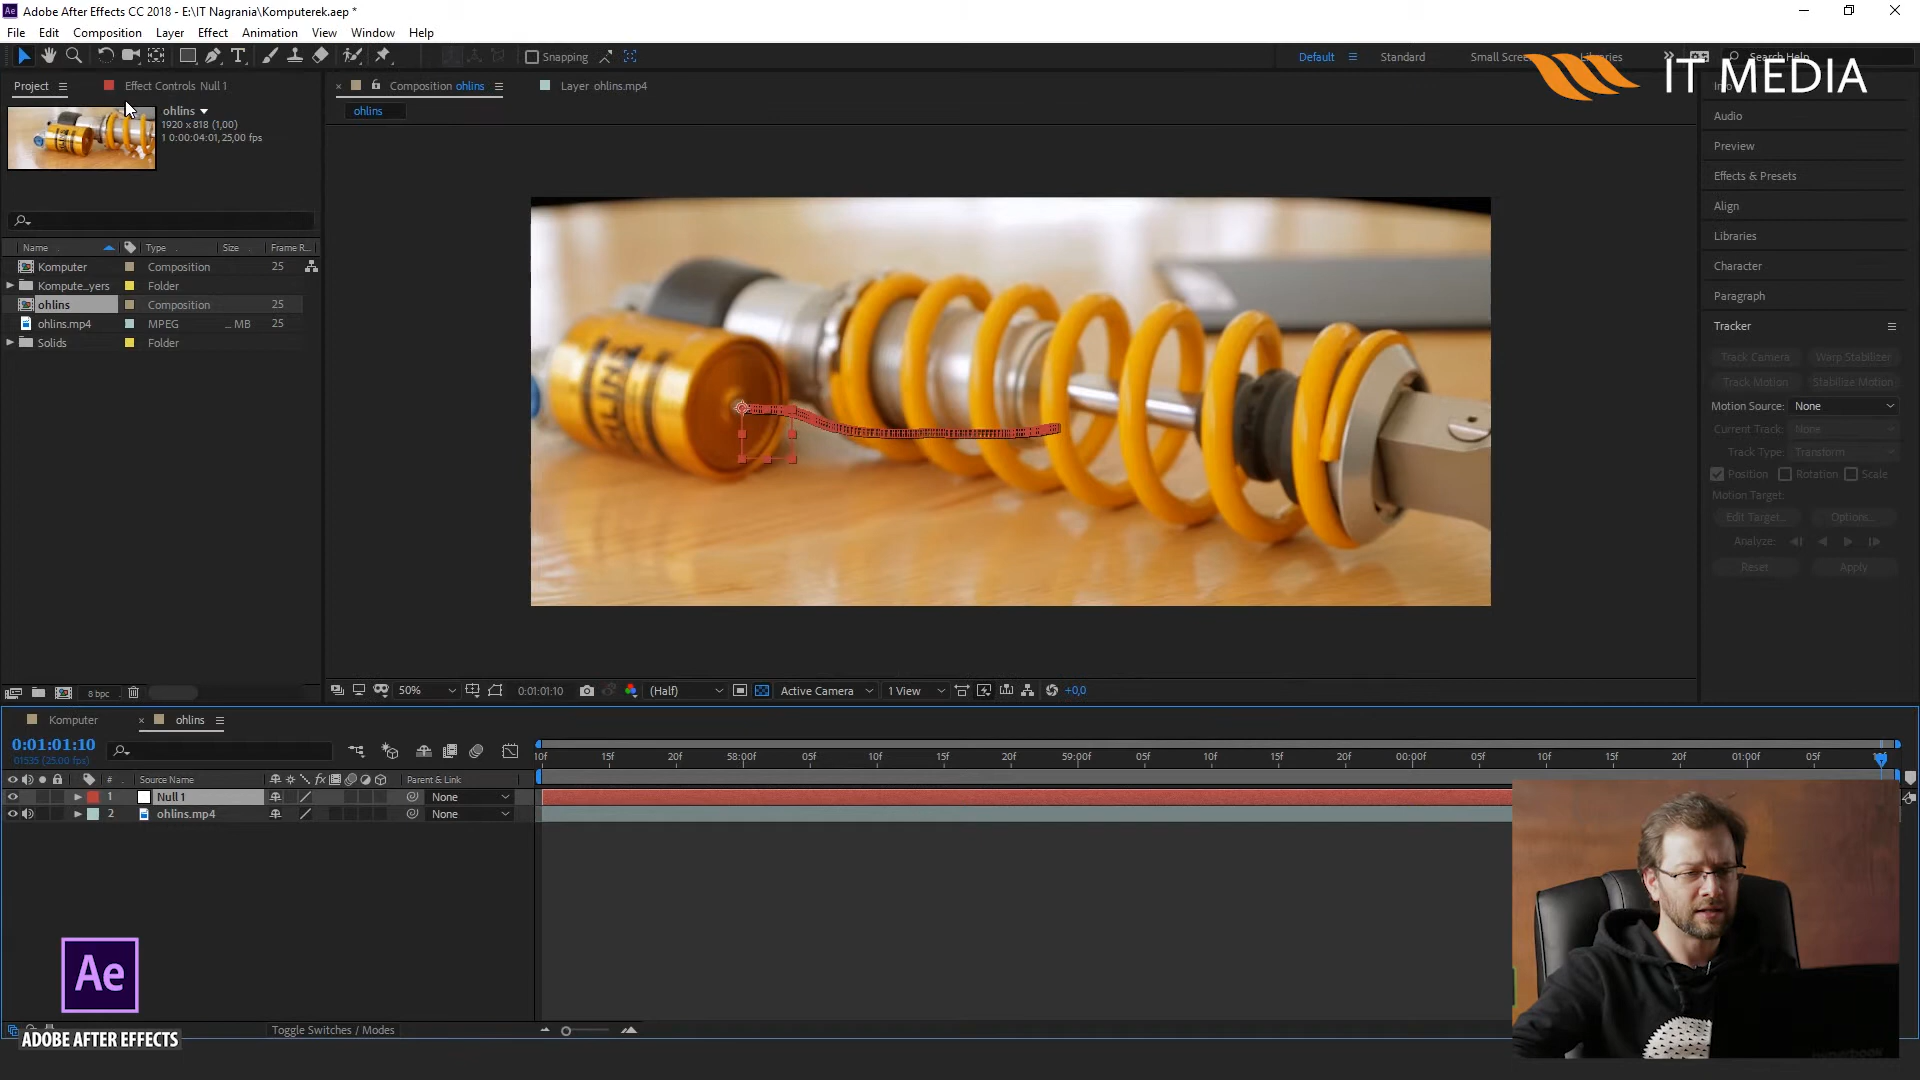 Adobe After Effects CC 2018 - E:\IT Nagrania\Komputerek.aep *
File Edit Composition Layer Effect Animation View Window Help
Snapping
Default Standard Small Libraries Search Help
IT MEDIA
Project Effect Controls Null 1
Composition ohlins Layer ohlins.mp4
ohlins
1920 x 818 (1,00)
1 0:00:04:01, 25,00 fps
ohlins
Name Type Size Frame R...
Komputer Composition 25
Kompute_yers Folder
ohlins Composition 25
ohlins.mp4 MPEG ... MB 25
Solids Folder
Audio
Preview
Effects & Presets
Align
Libraries
Character
Paragraph
Tracker
Track Camera Warp Stabilizer
Track Motion Stabilize Motion
Motion Source: None
Current Track: None
Track Type: Transform
Position Rotation Scale
Motion Target:
Edit Target... Options...
Analyze:
Reset Apply
8 bpc
50% 0:01:01:10 (Half) Active Camera 1 View +0,0
Komputer ohlins
0:01:01:10
01535 (25.00 fps)
10f 15f 20f 58:00f 05f 10f 15f 20f 59:00f 05f 10f 15f 20f 00:00f 05f 10f 15f 20f 01:00f 05f
# Source Name fx Parent & Link
1 Null 1 None
2 ohlins.mp4 None
Ae
ADOBE AFTER EFFECTS
Toggle Switches / Modes